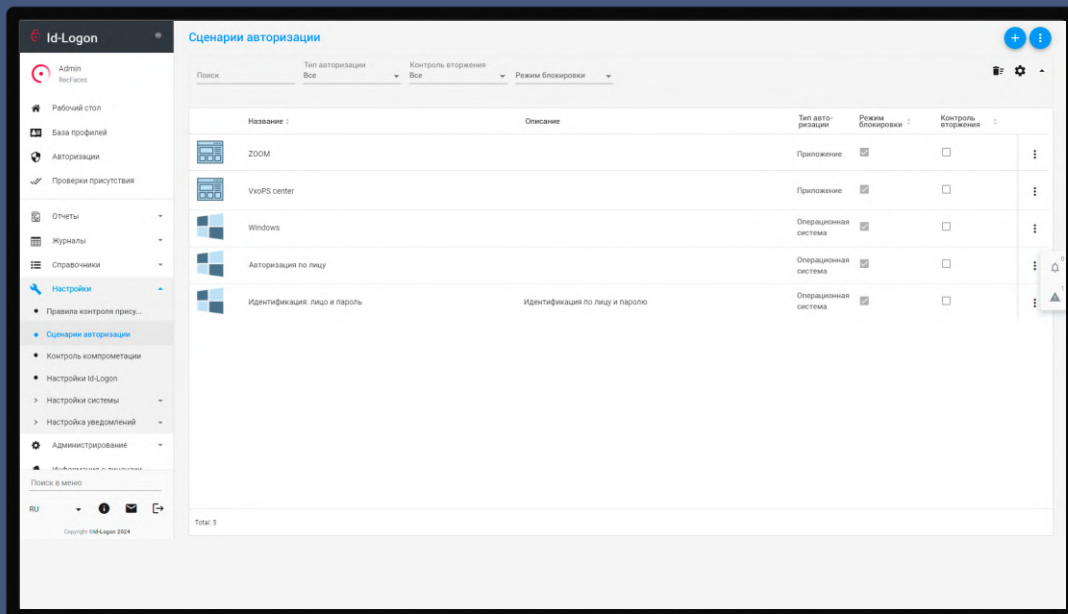 Id-Logon
Admin
RecFaces
Рабочий стол
База профилей
Авторизации
Проверки присутствия
Отчеты
Журналы
Справочники
Настройки
Правила контроля прису...
Сценарии авторизации
Контроль компрометации
Настройки Id-Logon
Настройки системы
Настройка уведомлений
Администрирование
Информация о лицензии
Поиск в меню
RU
Copyright ©Id-Logon 2024
Сценарии авторизации
Поиск
Тип авторизации
Все
Контроль вторжения
Все
Режим блокировки
Название
Описание
Тип авто-
ризации
Режим
блокировки
Контроль
вторжения
ZOOM
Приложение
VxoPS center
Приложение
Windows
Операционная
система
Авторизация по лицу
Операционная
система
Идентификация: лицо и пароль
Идентификация по лицу и паролю
Операционная
система
Total: 5
0
1